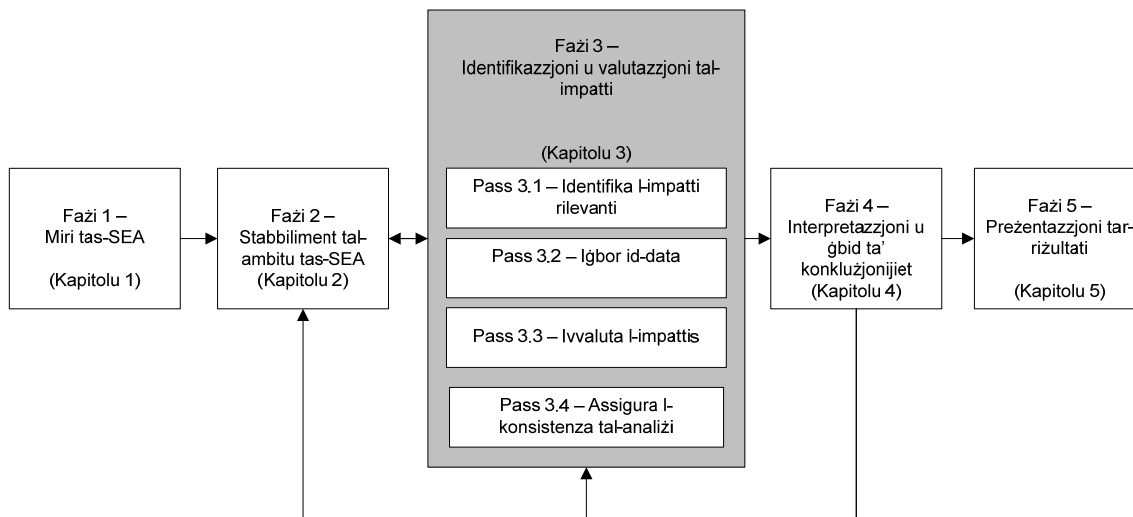 Fażi 1 –
Miri tas-SEA
(Kapitolu 1)
Fażi 2 –
Stabbiliment tal-
ambitu tas-SEA
(Kapitolu 2)
Fażi 3 –
Identifikazzjoni u valutazzjoni tal-
impatti
(Kapitolu 3)
Pass 3.1 – Identifika l-impatti
rilevanti
Pass 3.2 – Iġbor id-data
Pass 3.3 – Ivvaluta l-impattis
Pass 3.4 – Assigura l-
konsistenza tal-analiżi
Fażi 4 –
Interpretazzjoni u
ġbid ta’
konklużjonijiet
(Kapitolu 4)
Fażi 5 –
Preżentazzjoni tar-
riżultati
(Kapitolu 5)